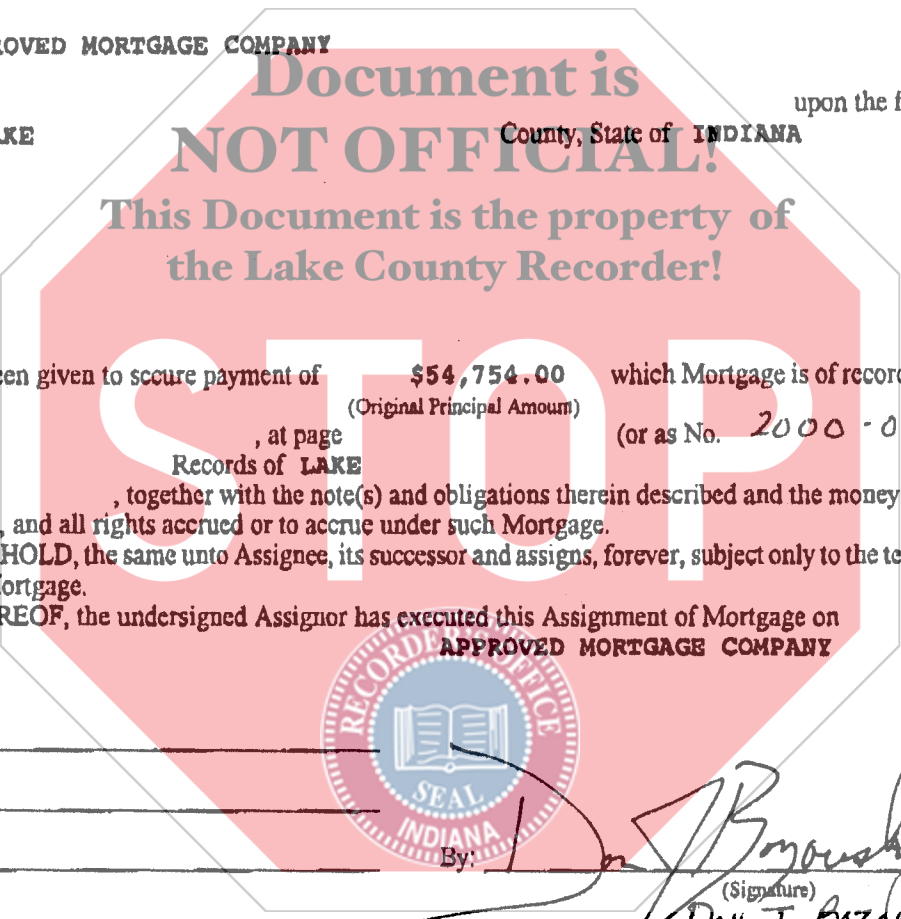 ROVED MORTGAGE COMPANY
Document is
upon the f
AKE County, State of INDIANA
NOT OFFICIAL!
This Document is the property of
the Lake County Recorder!
STOP
een given to secure payment of $54,754.00 which Mortgage is of record
(Original Principal Amount)
, at page (or as No. 2000-0
Records of LAKE
, together with the note(s) and obligations therein described and the money
, and all rights accrued or to accrue under such Mortgage.
HOLD, the same unto Assignee, its successor and assigns, forever, subject only to the te
ortgage.
REOF, the undersigned Assignor has executed this Assignment of Mortgage on
APPROVED MORTGAGE COMPANY
RECORDER'S OFFICE
SEAL
INDIANA
By:
(Signature)